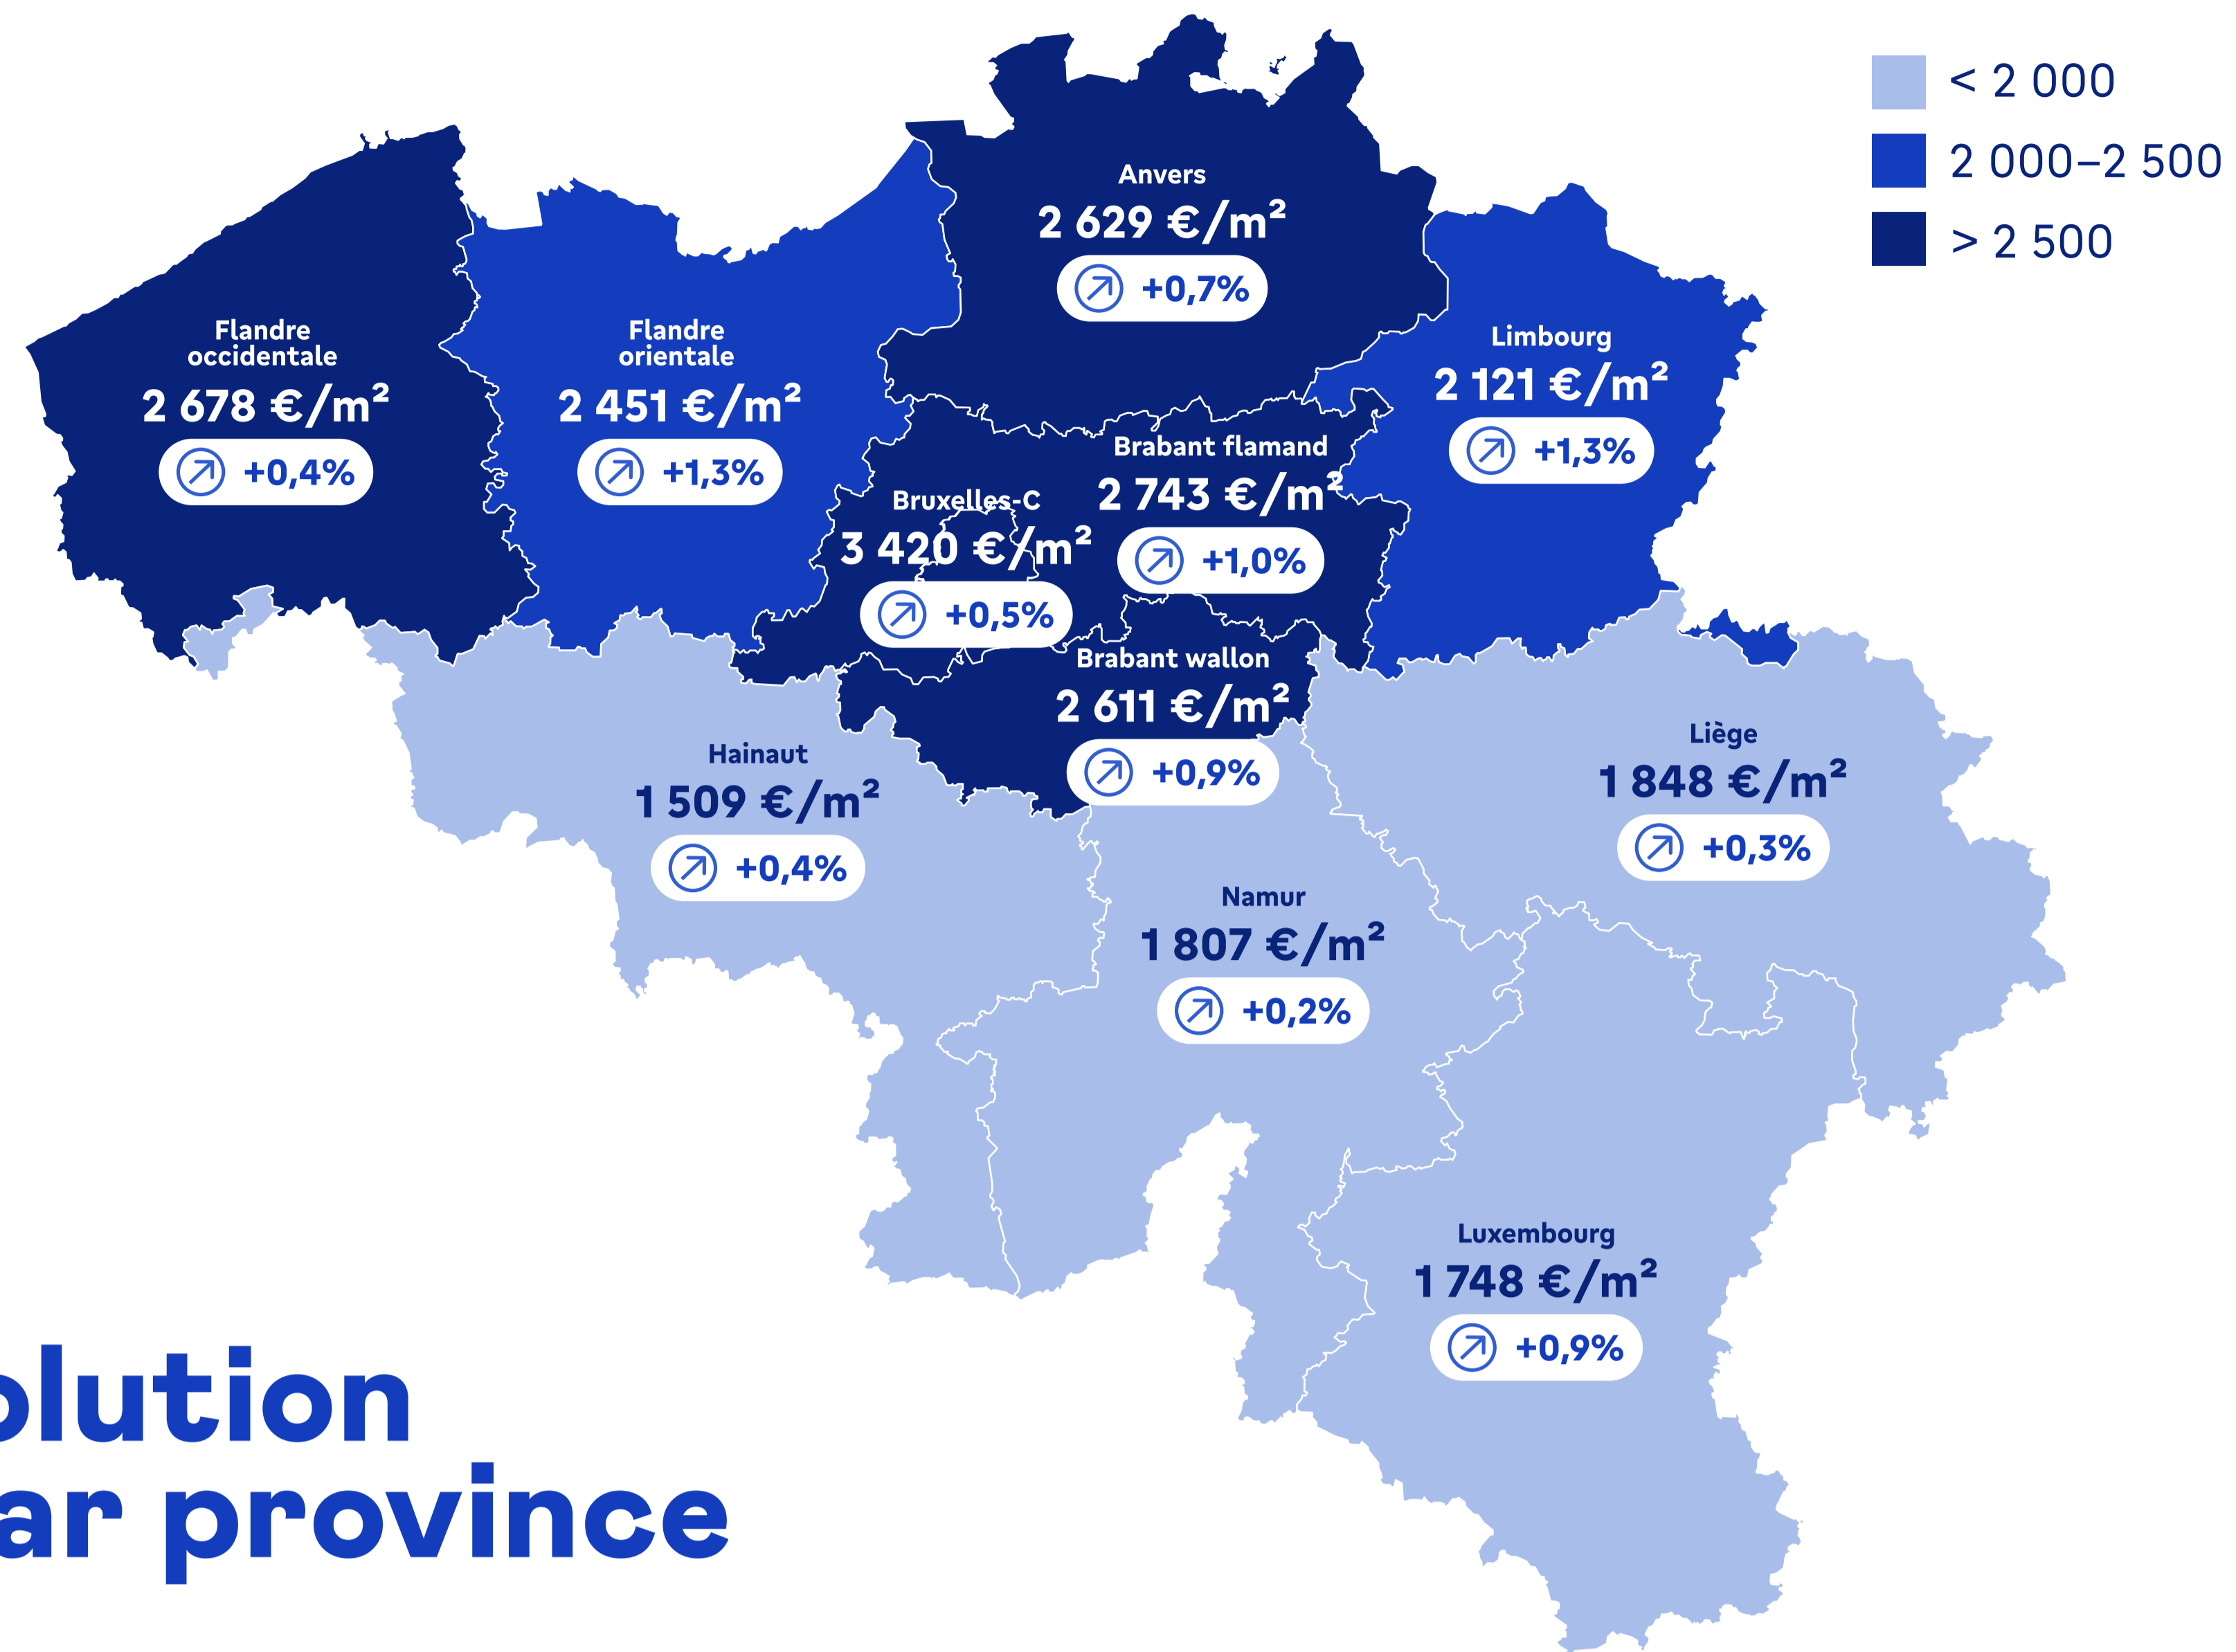 < 2 000
2 000–2 500
> 2 500
Anvers
2 629 €/m²
+0,7%
Flandre
occidentale
2 678 €/m²
+0,4%
Flandre
orientale
2 451 €/m²
+1,3%
Limbourg
2 121 €/m²
+1,3%
Brabant flamand
2 743 €/m²
+1,0%
Bruxelles-C
3 420 €/m²
+0,5%
Brabant wallon
2 611 €/m²
+0,9%
Hainaut
1 509 €/m²
+0,4%
Liège
1 848 €/m²
+0,3%
Namur
1 807 €/m²
+0,2%
Luxembourg
1 748 €/m²
+0,9%
olution
ar province